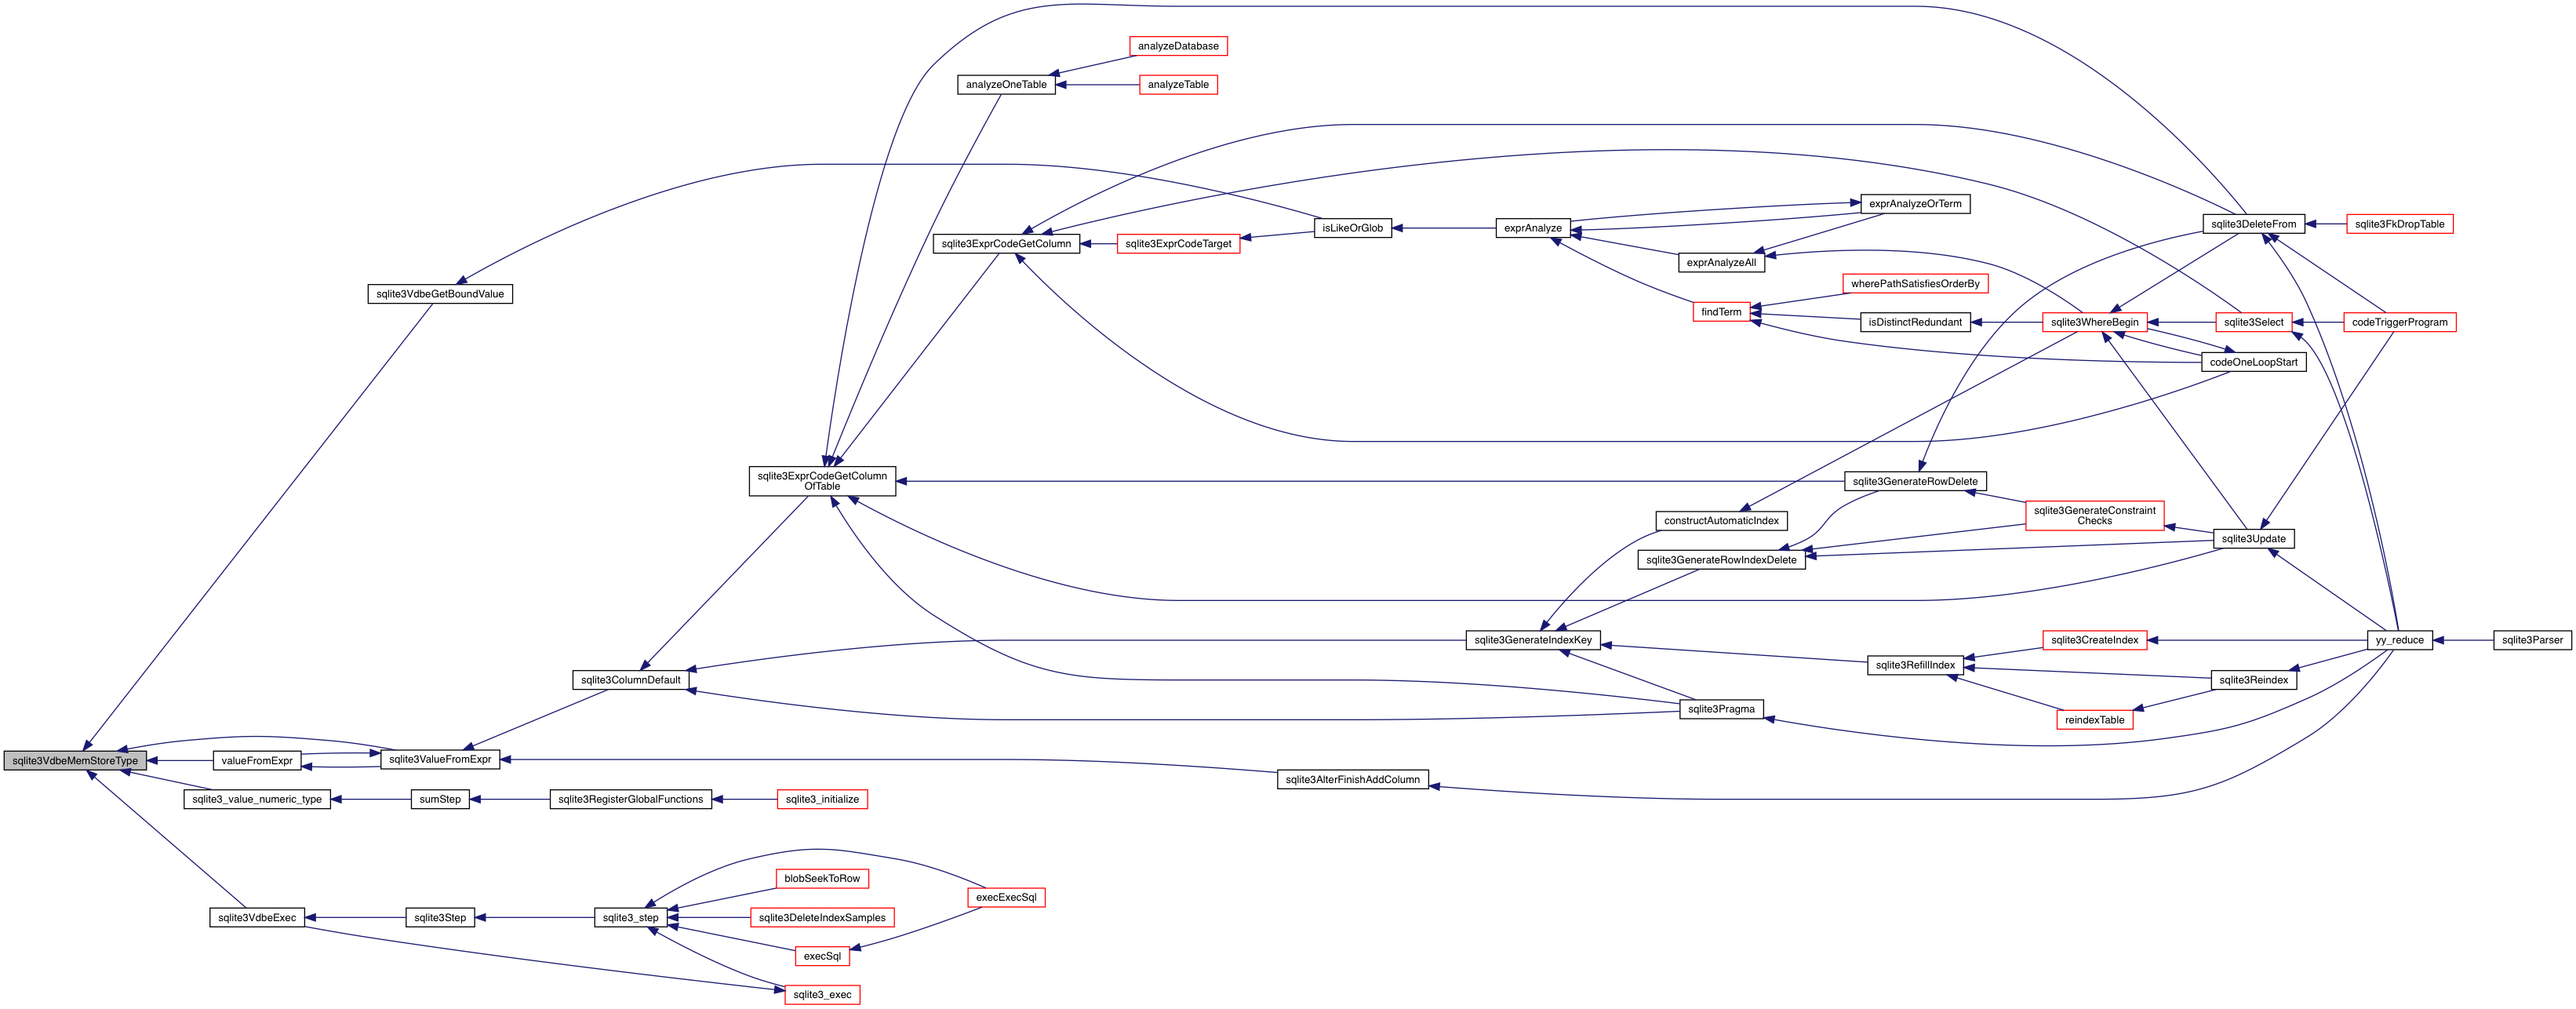 analyzeDatabase
analyzeOneTable
analyzeTable
exprAnalyzeOrTerm
sqlite3DeleteFrom
sqlite3FkDropTable
isLikeOrGlob
exprAnalyze
sqlite3ExprCodeGetColumn
sqlite3ExprCodeTarget
exprAnalyzeAll
wherePathSatisfiesOrderBy
sqlite3VdbeGetBoundValue
findTerm
isDistinctRedundant
sqlite3WhereBegin
sqlite3Select
codeTriggerProgram
codeOneLoopStart
sqlite3ExprCodeGetColumn
OfTable
sqlite3GenerateRowDelete
constructAutomaticIndex
sqlite3GenerateConstraint
Checks
sqlite3Update
sqlite3GenerateRowIndexDelete
sqlite3GenerateIndexKey
sqlite3CreateIndex
yy_reduce
sqlite3Parser
sqlite3RefillIndex
sqlite3ColumnDefault
sqlite3Reindex
sqlite3Pragma
reindexTable
sqlite3VdbeMemStoreType
valueFromExpr
sqlite3ValueFromExpr
sqlite3AlterFinishAddColumn
sqlite3_value_numeric_type
sumStep
sqlite3RegisterGlobalFunctions
sqlite3_initialize
blobSeekToRow
execExecSql
sqlite3VdbeExec
sqlite3Step
sqlite3_step
sqlite3DeleteIndexSamples
execSql
sqlite3_exec